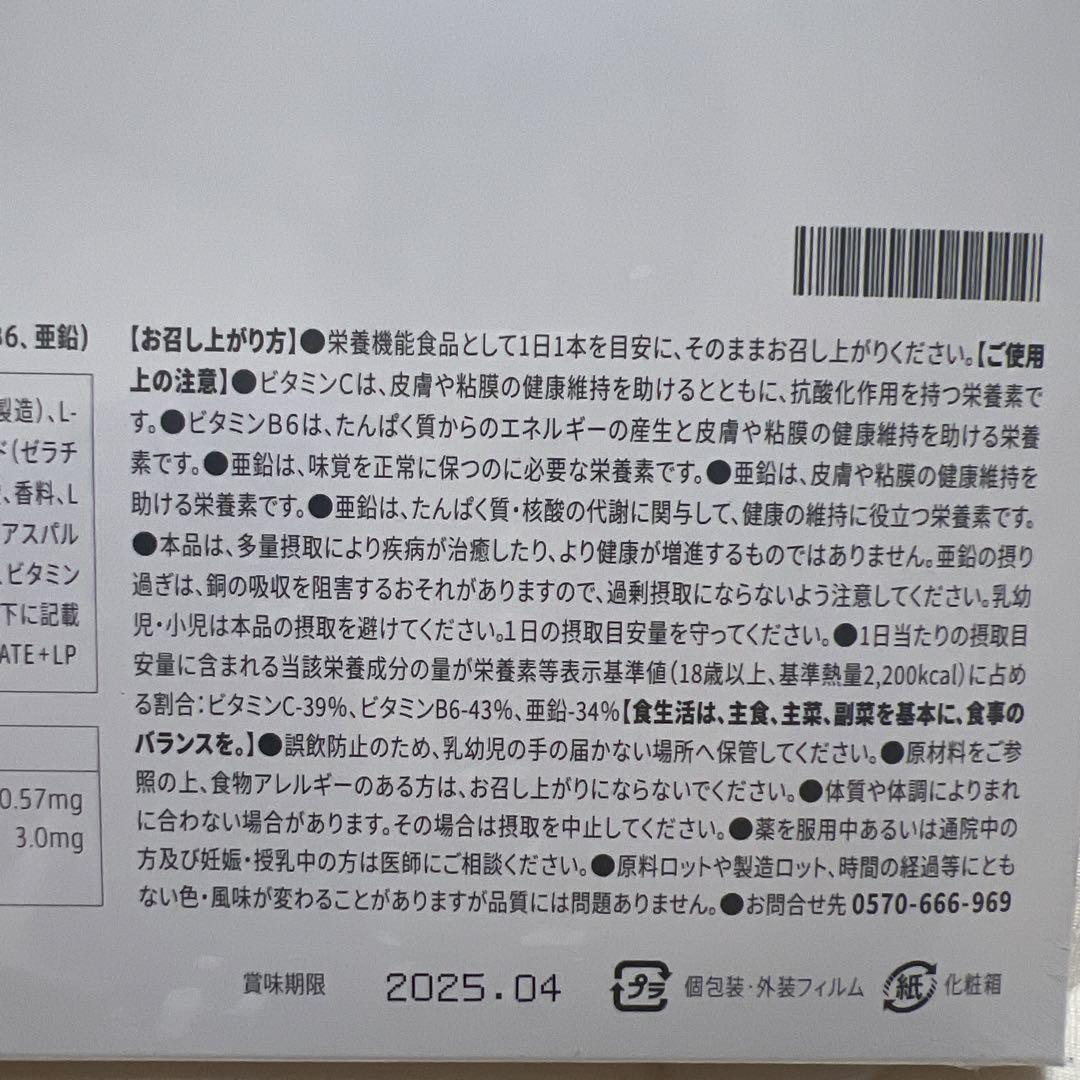 36、亜鉛)
製造)、L-
ド(ゼラチ
、香料、L
アスパル
、ビタミン
下に記載
ATE+LP
0.57mg
3.0mg
【お召し上がり方】●栄養機能食品として1日1本を目安に、そのままお召し上がりください。【ご使用
上の注意】●ビタミンCは、皮膚や粘膜の健康維持を助けるとともに、抗酸化作用を持つ栄養素で
す。●ビタミンB6は、たんぱく質からのエネルギーの産生と皮膚や粘膜の健康維持を助ける栄養
素です。●亜鉛は、味覚を正常に保つのに必要な栄養素です。●亜鉛は、皮膚や粘膜の健康維持を
助ける栄養素です。●亜鉛は、たんぱく質・核酸の代謝に関与して、健康の維持に役立つ栄養素です。
●本品は、多量摂取により疾病が治癒したり、より健康が増進するものではありません。亜鉛の摂り
過ぎは、銅の吸収を阻害するおそれがありますので、過剰摂取にならないよう注意してください。乳幼
児・小児は本品の摂取を避けてください。1日の摂取目安量を守ってください。●1日当たりの摂取目
安量に含まれる当該栄養成分の量が栄養素等表示基準値(18歳以上、基準熱量2,200kcal)に占め
る割合:ビタミンC-39%、ビタミンB6-43%、亜鉛-34%【食生活は、主食、主菜、副菜を基本に、食事の
バランスを。】●誤飲防止のため、乳幼児の手の届かない場所へ保管してください。●原材料をご参
照の上、食物アレルギーのある方は、お召し上がりにならないでください。●体質や体調によりまれ
に合わない場合があります。その場合は摂取を中止してください。●薬を服用中あるいは通院中の
方及び妊娠・授乳中の方は医師にご相談ください。●原料ロットや製造ロット、時間の経過等にとも
ない色・風味が変わることがありますが品質には問題ありません。●お問合せ先 0570-666-969
賞味期限 2025.04 プラ 個包装・外装フィルム 紙 化粧箱